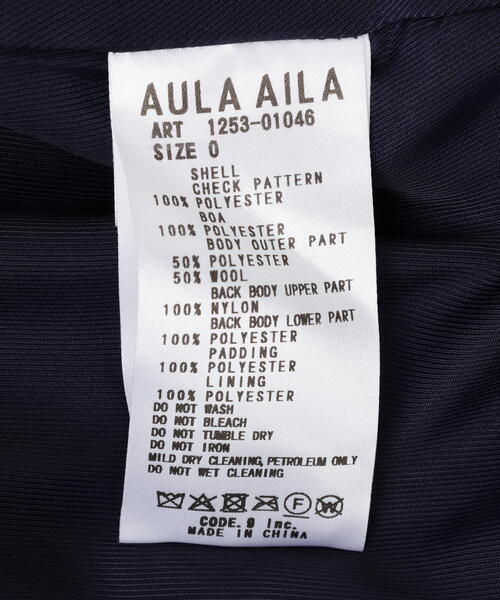 AULA AILA
ART 1253-01046
SIZE 0
SHELL
CHECK PATTERN
100% POLYESTER
BOA
100% POLYESTER
BODY OUTER PART
50% POLYESTER
50% WOOL
BACK BODY UPPER PART
100% NYLON
BACK BODY LOWER PART
100% POLYESTER
PADDING
100% POLYESTER
LINING
100% POLYESTER
DO NOT WASH
DO NOT BLEACH
DO NOT TUMBLE DRY
DO NOT IRON
MILD DRY CLEANING, PETROLEUM ONLY
DO NOT WET CLEANING
F W
CODE. 9 Inc.
MADE IN CHINA